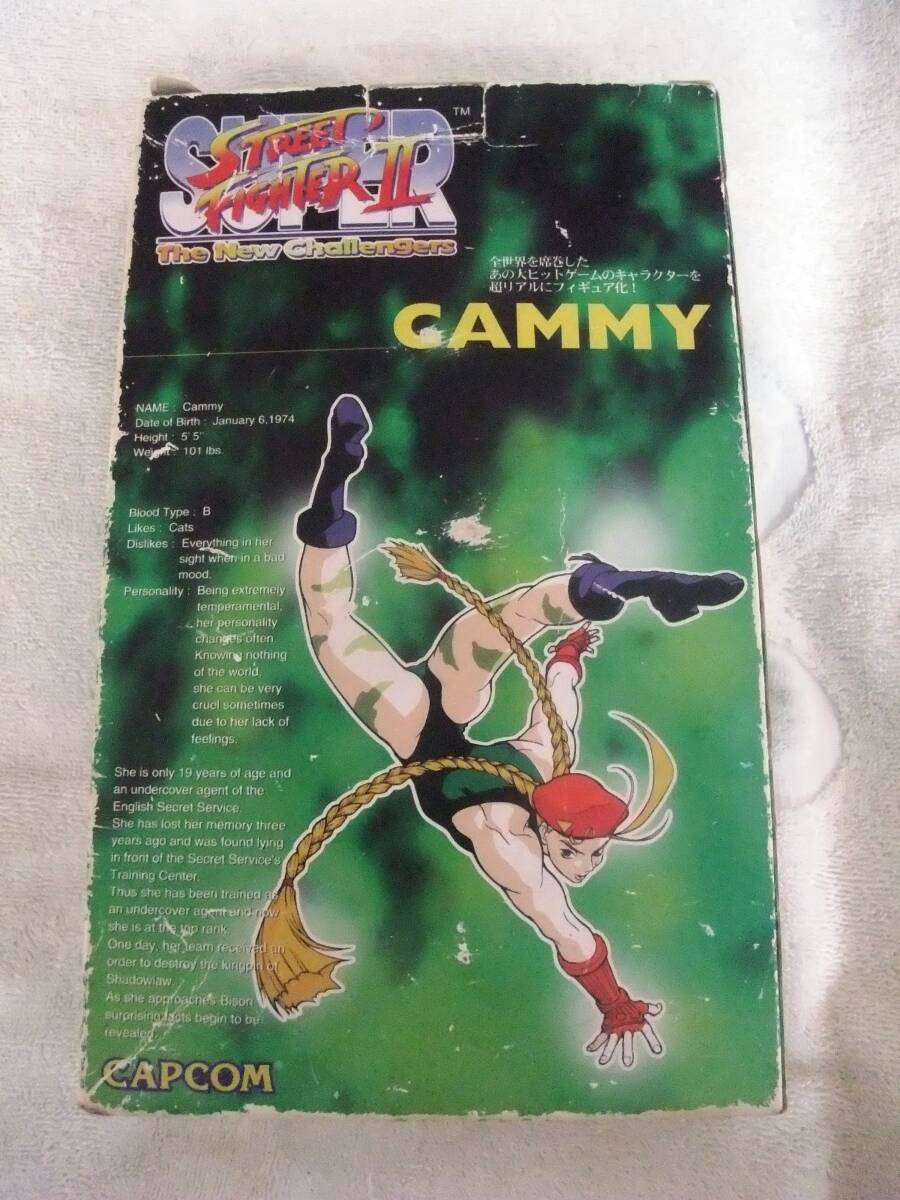 SUPER
STREET
FIGHTER II
TM
The New Challengers
全世界を席巻した
あの大ヒットゲームのキャラクターを
超リアルにフィギュア化！
CAMMY
NAME : Cammy
Date of Birth : January 6,1974
Height : 5' 5"
Weight : 101 lbs.
Blood Type : B
Likes : Cats
Dislikes : Everything in her
sight when in a bad
mood.
Personality : Being extremely
temperamental,
her personality
changes often.
Knowing nothing
of the world,
she can be very
cruel sometimes
due to her lack of
feelings.
She is only 19 years of age and
an undercover agent of the
English Secret Service.
She has lost her memory three
years ago and was found lying
in front of the Secret Service's
Training Center.
Thus she has been trained as
an undercover agent and now
she is at the top rank.
One day, her team received an
order to destroy the kingpin of
Shadowlaw.
As she approaches Bison
surprising facts begin to be
revealed.
CAPCOM